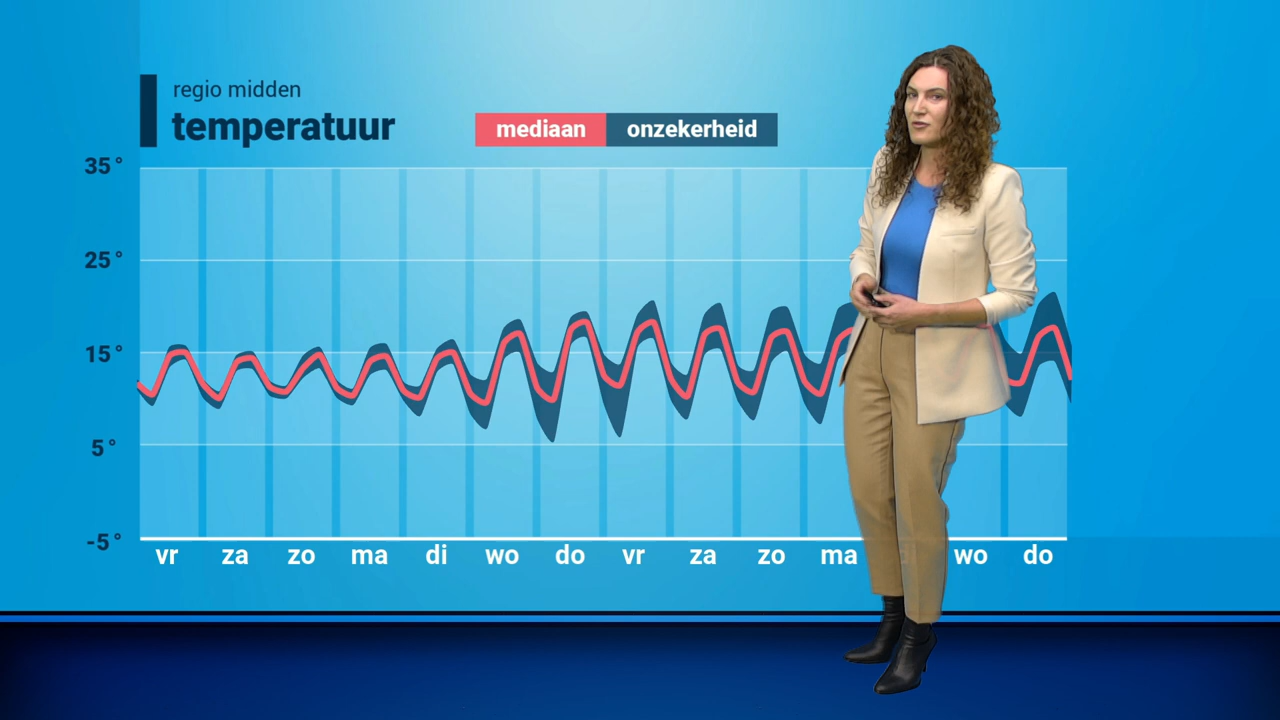 regio midden
temperatuur
mediaan onzekerheid
35°
25°
15°
5°
-5°
vr za zo ma di wo do vr za zo ma wo do